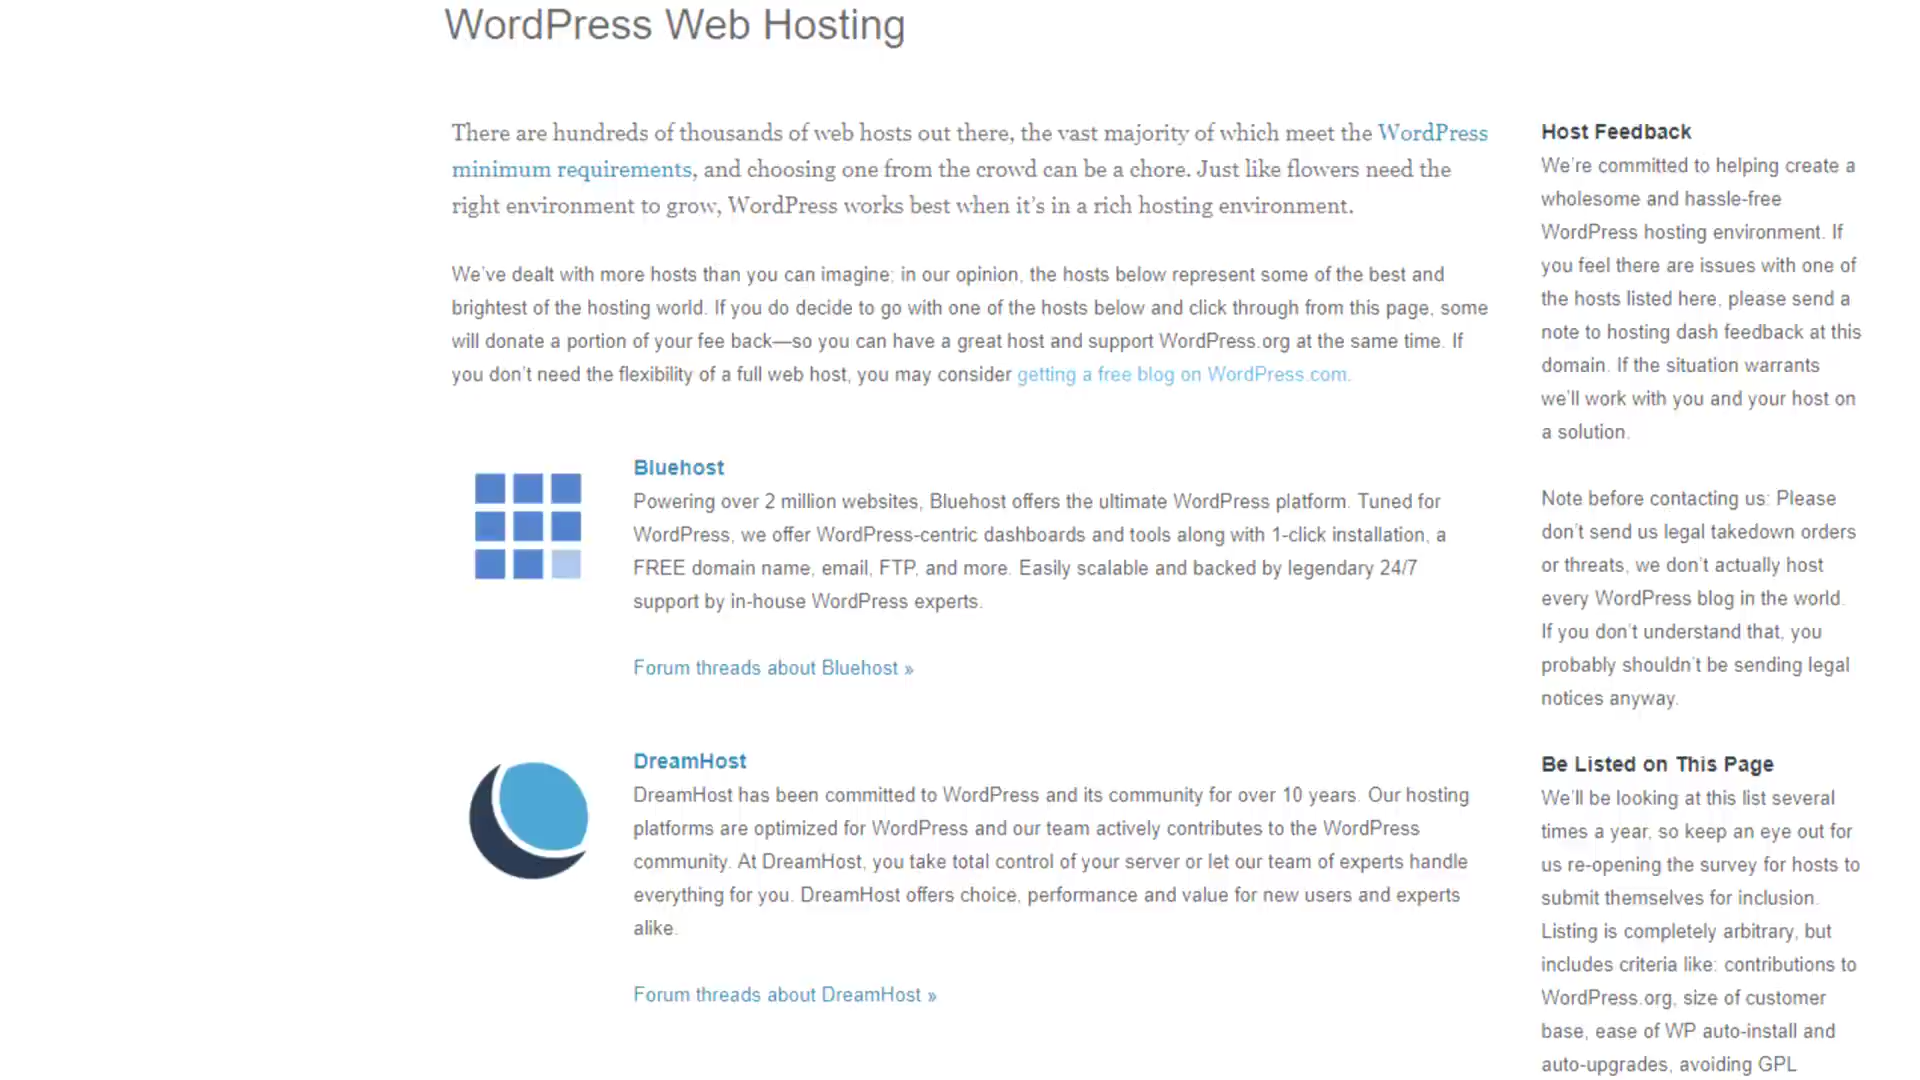 WordPress Web Hosting
There are hundreds of thousands of web hosts out there, the vast majority of which meet the WordPress
minimum requirements, and choosing one from the crowd can be a chore. Just like flowers need the
right environment to grow, WordPress works best when it's in a rich hosting environment.
We've dealt with more hosts than you can imagine; in our opinion, the hosts below represent some of the best and
brightest of the hosting world. If you do decide to go with one of the hosts below and click through from this page, some
will donate a portion of your fee back—so you can have a great host and support WordPress.org at the same time. If
you don't need the flexibility of a full web host, you may consider getting a free blog on WordPress.com.
Bluehost
Powering over 2 million websites, Bluehost offers the ultimate WordPress platform. Tuned for
WordPress, we offer WordPress-centric dashboards and tools along with 1-click installation, a
FREE domain name, email, FTP, and more. Easily scalable and backed by legendary 24/7
support by in-house WordPress experts.
Forum threads about Bluehost »
DreamHost
DreamHost has been committed to WordPress and its community for over 10 years. Our hosting
platforms are optimized for WordPress and our team actively contributes to the WordPress
community. At DreamHost, you take total control of your server or let our team of experts handle
everything for you. DreamHost offers choice, performance and value for new users and experts
alike.
Forum threads about DreamHost »
Host Feedback
We're committed to helping create a
wholesome and hassle-free
WordPress hosting environment. If
you feel there are issues with one of
the hosts listed here, please send a
note to hosting dash feedback at this
domain. If the situation warrants
we'll work with you and your host on
a solution.
Note before contacting us: Please
don't send us legal takedown orders
or threats, we don't actually host
every WordPress blog in the world.
If you don't understand that, you
probably shouldn't be sending legal
notices anyway.
Be Listed on This Page
We'll be looking at this list several
times a year, so keep an eye out for
us re-opening the survey for hosts to
submit themselves for inclusion.
Listing is completely arbitrary, but
includes criteria like: contributions to
WordPress.org, size of customer
base, ease of WP auto-install and
auto-upgrades, avoiding GPL